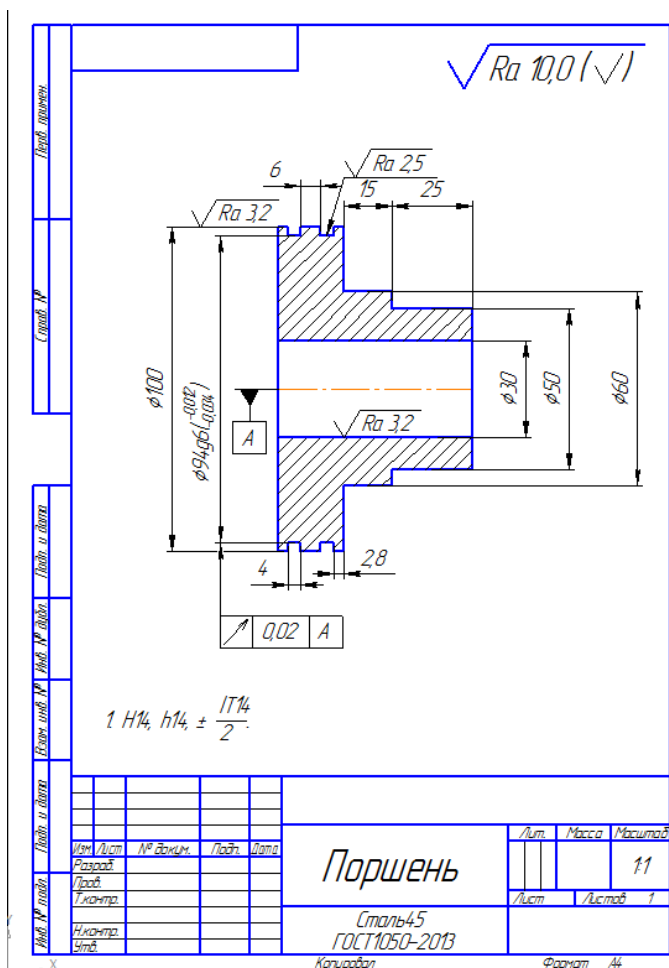 Перв. примен.
Справ. №
Подп. и дата
Инв. № дубл.
Взам. инв. №
Подп. и дата
Инв. № подл.
Ra 10,0 (√)
Ra 2,5
6
15
25
Ra 3,2
ϕ100
ϕ94g6(-0,012 -0,034)
А
Ra 3,2
ϕ30
ϕ50
ϕ60
4
2,8
0,02 А
1. H14, h14, ± IT14/2.
Изм. Лист № докум. Подп. Дата
Разраб.
Пров.
Т.контр.
Н.контр.
Утв.
Поршень
Лит. Масса Масштаб
1:1
Лист Листов 1
Сталь45
ГОСТ1050-2013
Копировал Формат А4